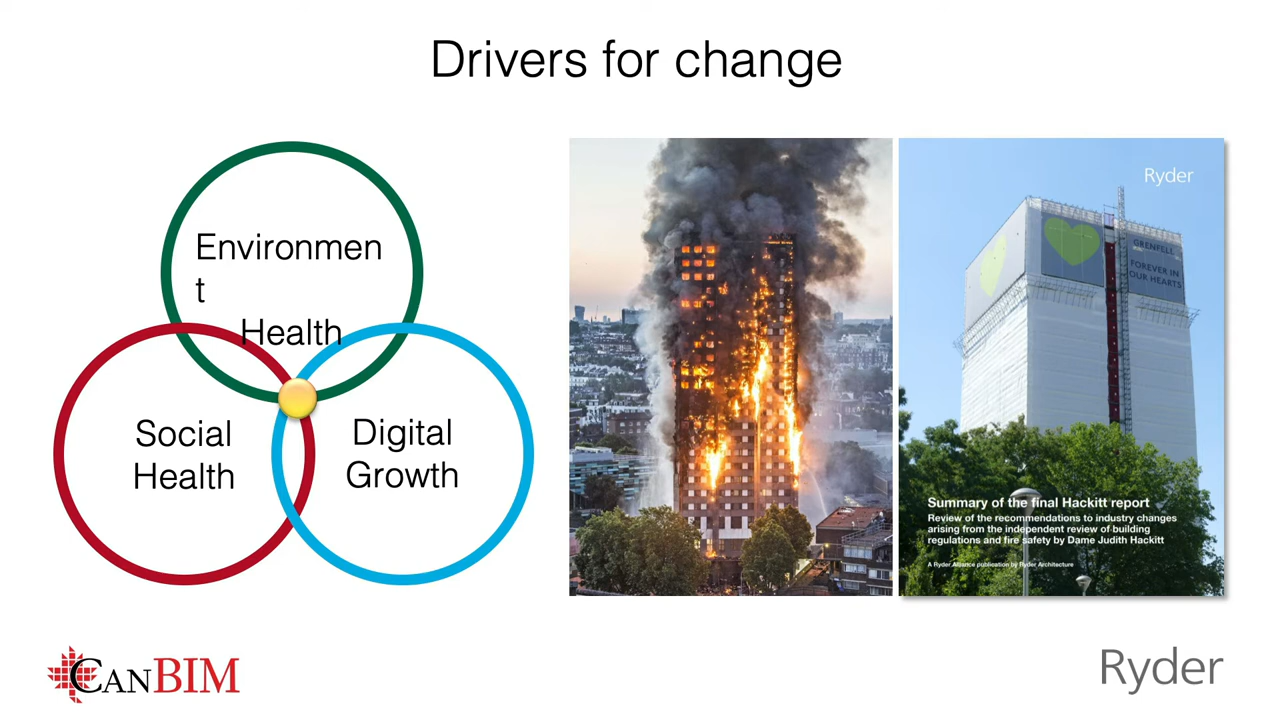 Drivers for change
Environmen
t
Health
Social
Health
Digital
Growth
Ryder
GRENFELL
FOREVER IN
OUR HEARTS
Summary of the final Hackitt report
Review of the recommendations to industry changes
arising from the independent review of building
regulations and fire safety by Dame Judith Hackitt
A Ryder Alliance publication by Ryder Architecture
CANBIM
Ryder